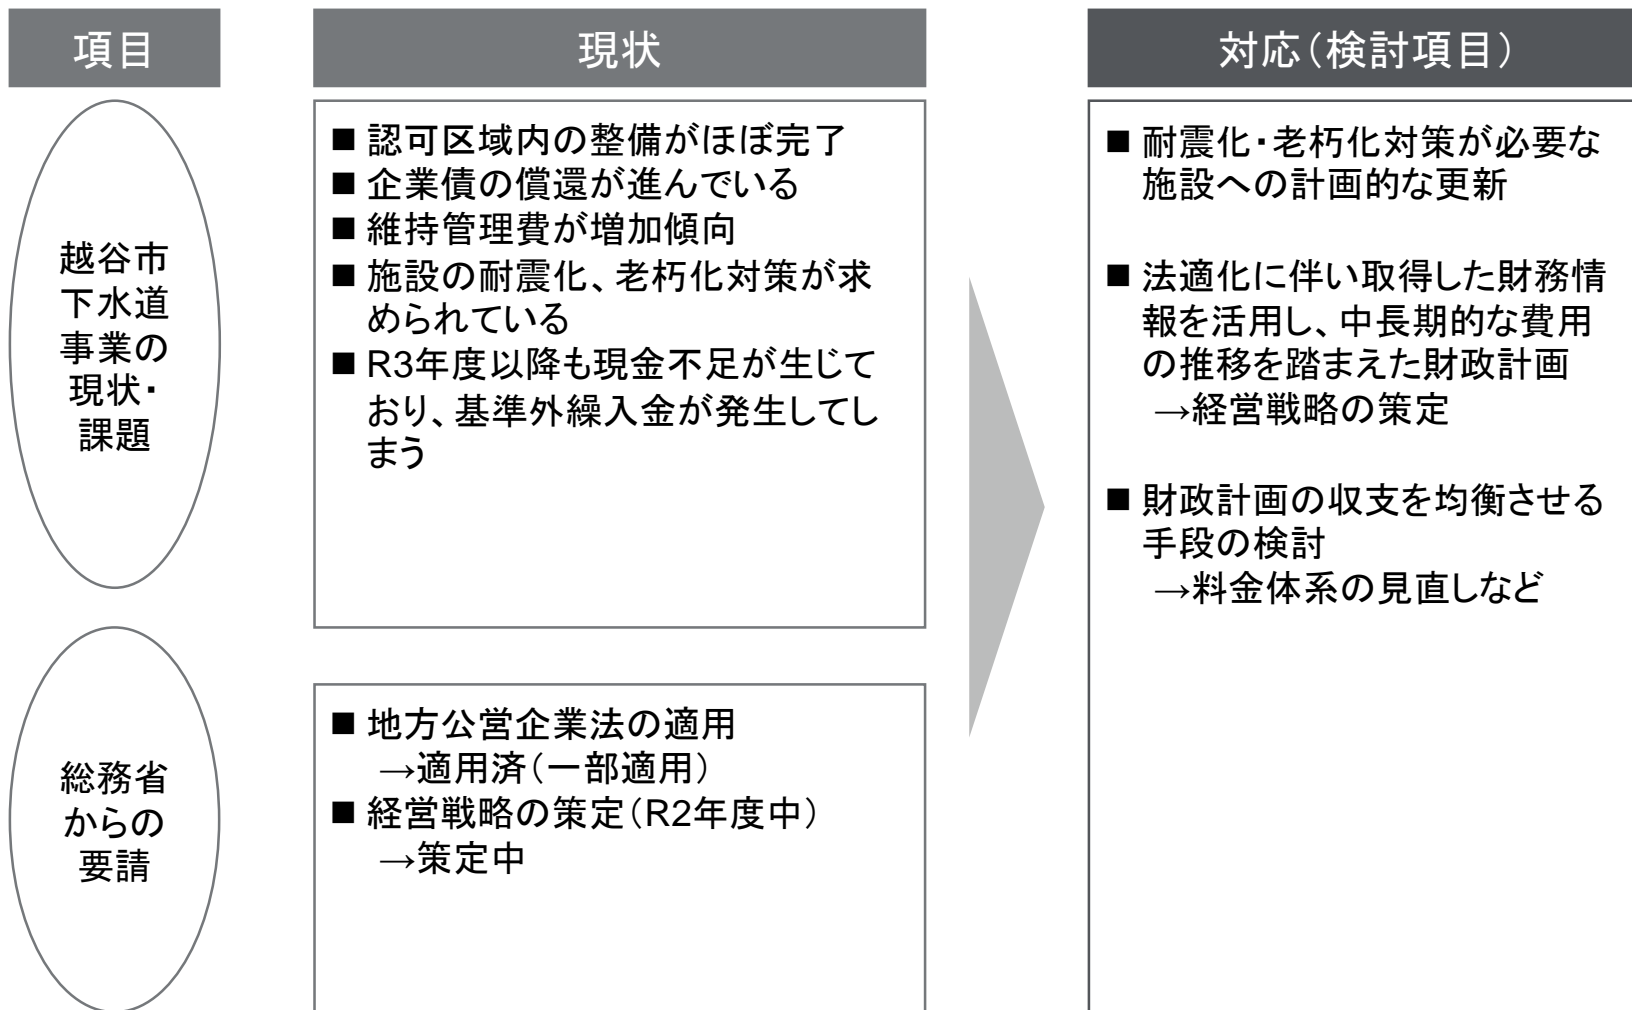 項目
現状
対応（検討項目）
越谷市
下水道
事業の
現状・
課題
■ 認可区域内の整備がほぼ完了
■ 企業債の償還が進んでいる
■ 維持管理費が増加傾向
■ 施設の耐震化、老朽化対策が求
められている
■ R3年度以降も現金不足が生じて
おり、基準外繰入金が発生してし
まう
総務省
からの
要請
■ 地方公営企業法の適用
→適用済（一部適用）
■ 経営戦略の策定（R2年度中）
→策定中
■ 耐震化・老朽化対策が必要な
施設への計画的な更新
■ 法適化に伴い取得した財務情
報を活用し、中長期的な費用
の推移を踏まえた財政計画
→経営戦略の策定
■ 財政計画の収支を均衡させる
手段の検討
→料金体系の見直しなど